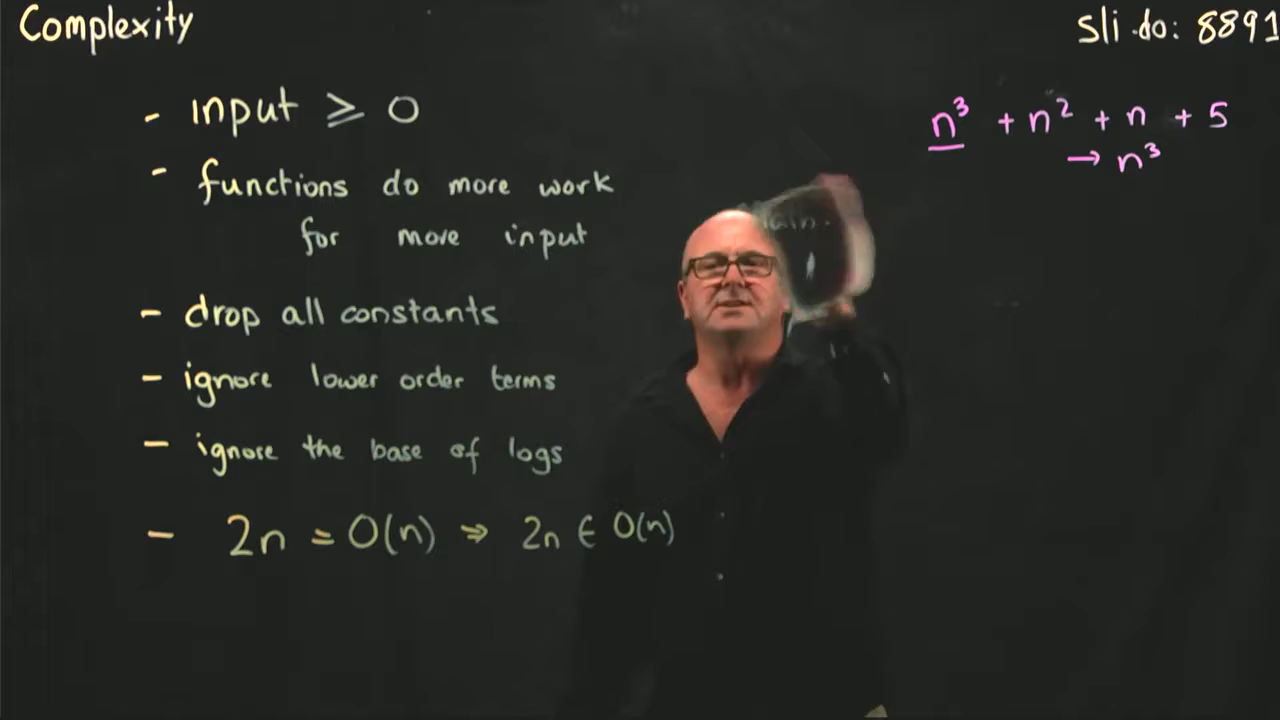 Complexity
Sli.do: 8891
- input ⩾ 0
- functions do more work
for more input
- drop all constants
- ignore lower order terms
- ignore the base of logs
- 2n = O(n) ⇒ 2n ∈ O(n)
n³ + n² + n + 5
→ n³